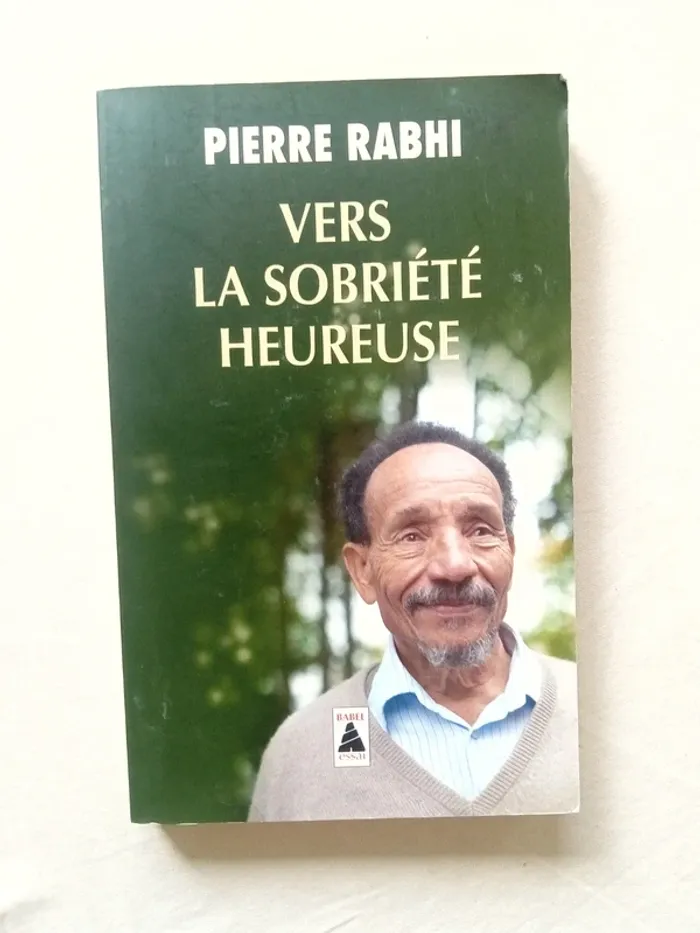 PIERRE RABHI
VERS
LA SOBRIÉTÉ
HEUREUSE
BABEL
essai